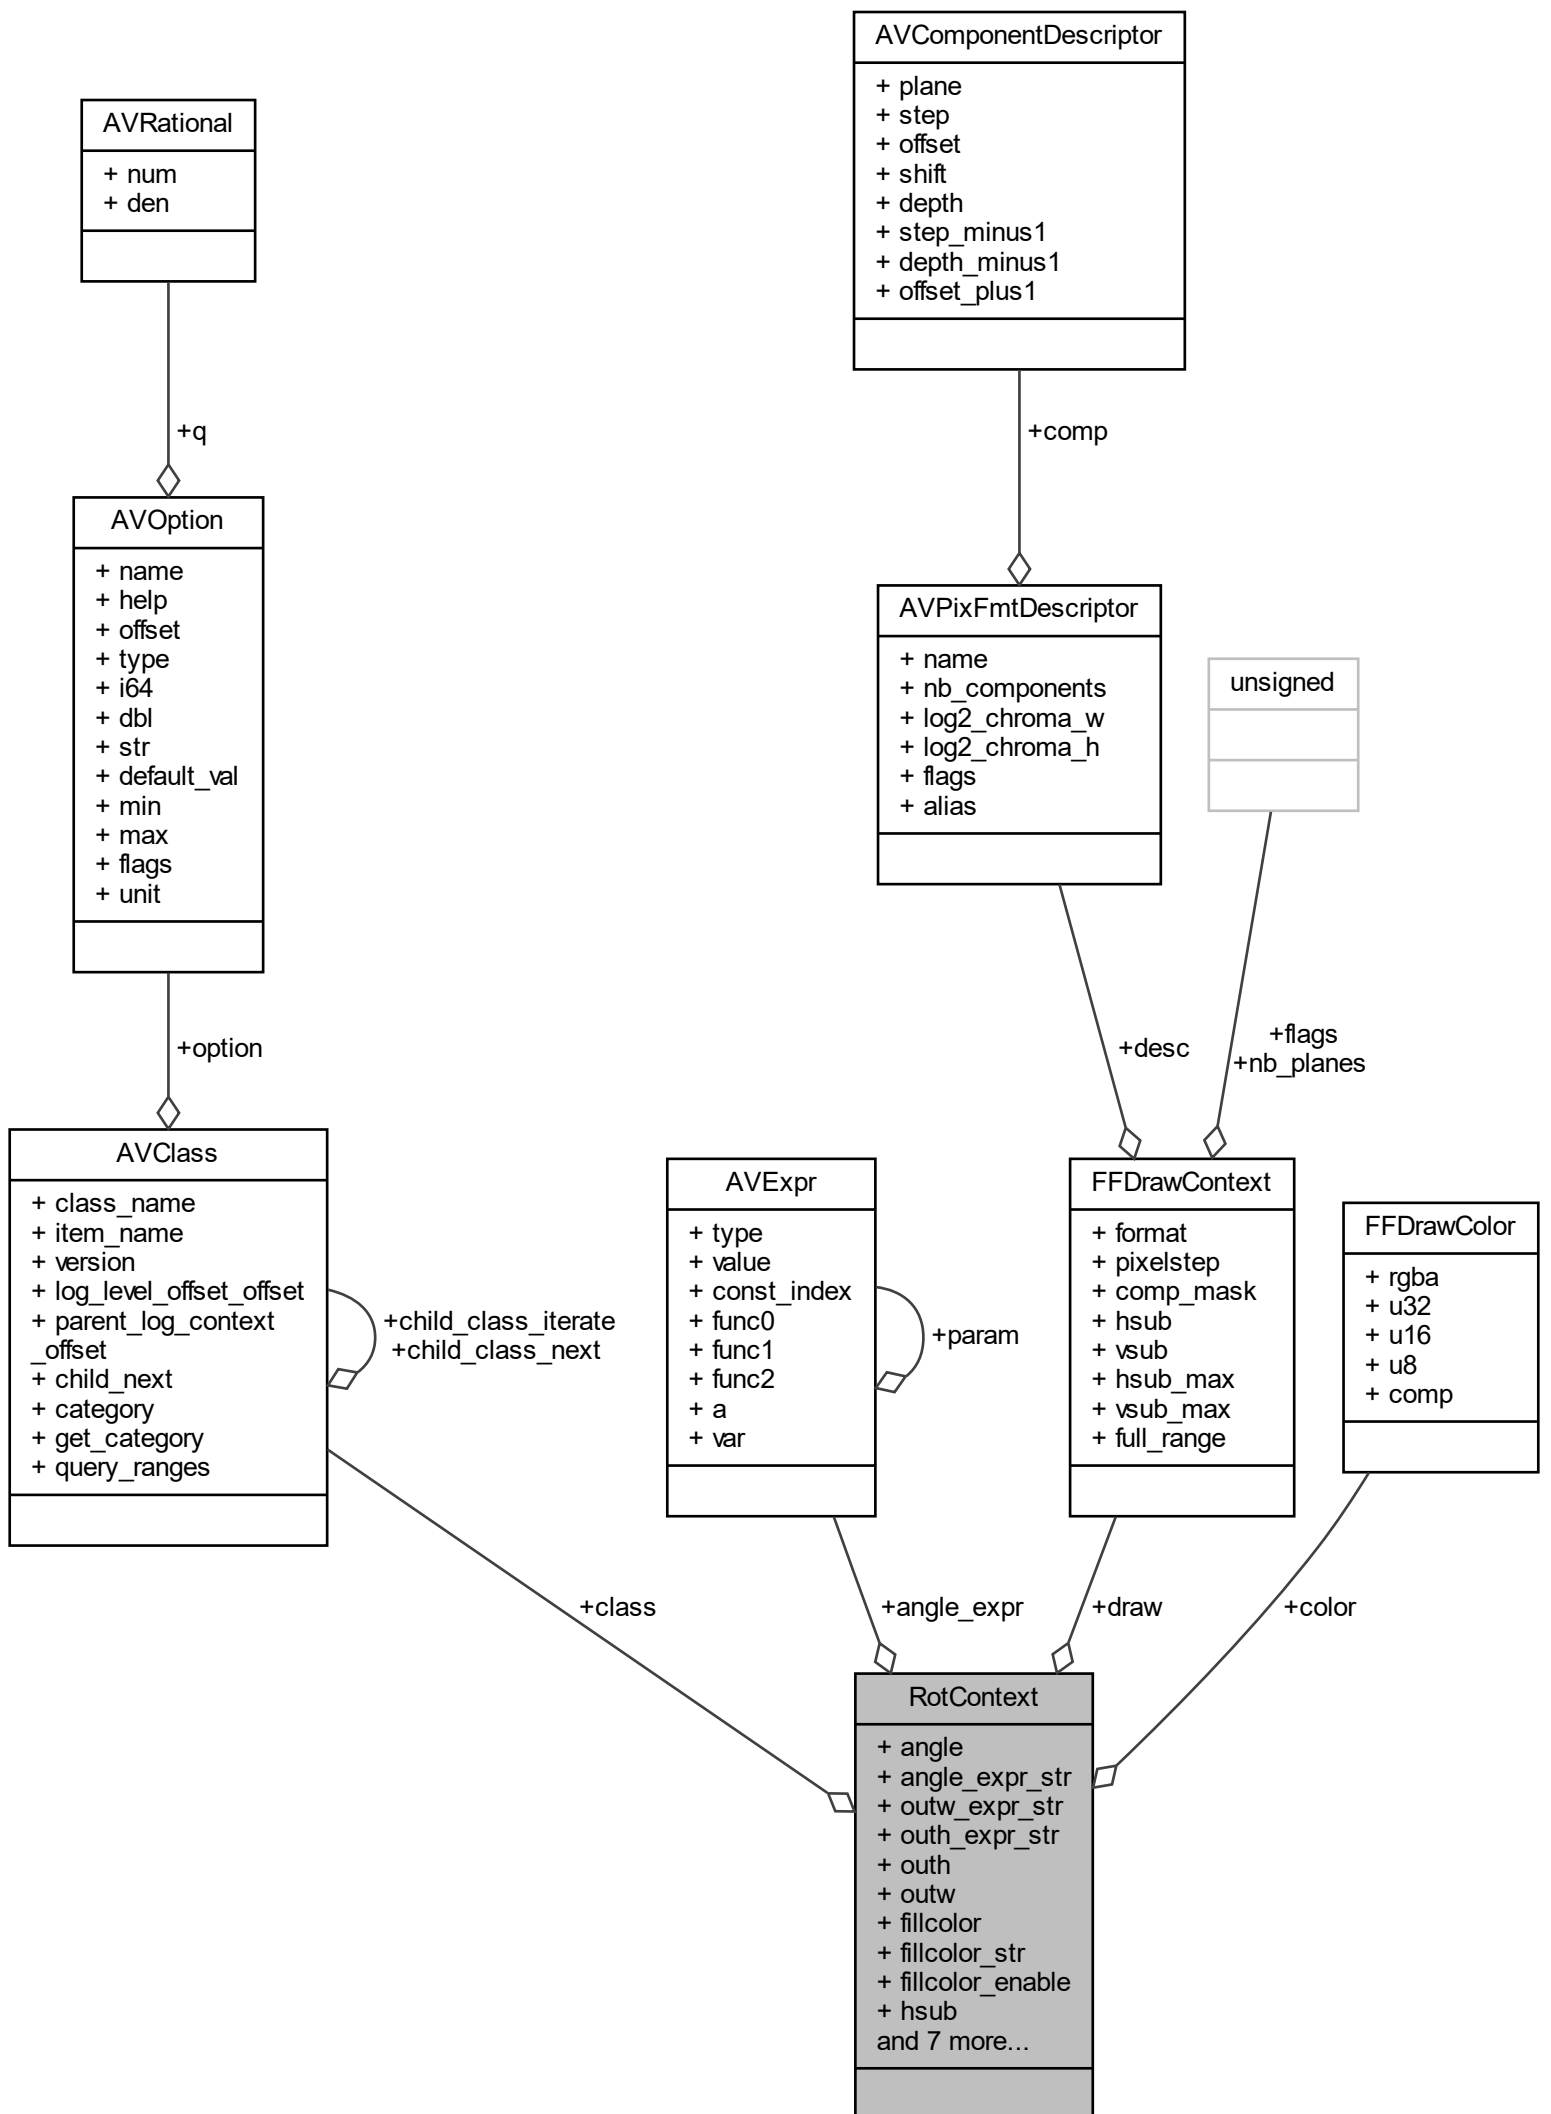 AVComponentDescriptor
+ plane
+ step
+ offset
+ shift
+ depth
+ step_minus1
+ depth_minus1
+ offset_plus1
AVRational
+ num
+ den
+q
+comp
AVOption
+ name
+ help
+ offset
+ type
+ i64
+ dbl
+ str
+ default_val
+ min
+ max
+ flags
+ unit
AVPixFmtDescriptor
+ name
+ nb_components
+ log2_chroma_w
+ log2_chroma_h
+ flags
+ alias
unsigned
+option
+desc
+flags
+nb_planes
AVClass
+ class_name
+ item_name
+ version
+ log_level_offset_offset
+ parent_log_context
_offset
+ child_next
+ category
+ get_category
+ query_ranges
+child_class_iterate
+child_class_next
AVExpr
+ type
+ value
+ const_index
+ func0
+ func1
+ func2
+ a
+ var
+param
FFDrawContext
+ format
+ pixelstep
+ comp_mask
+ hsub
+ vsub
+ hsub_max
+ vsub_max
+ full_range
FFDrawColor
+ rgba
+ u32
+ u16
+ u8
+ comp
+class
+angle_expr
+draw
+color
RotContext
+ angle
+ angle_expr_str
+ outw_expr_str
+ outh_expr_str
+ outh
+ outw
+ fillcolor
+ fillcolor_str
+ fillcolor_enable
+ hsub
and 7 more...